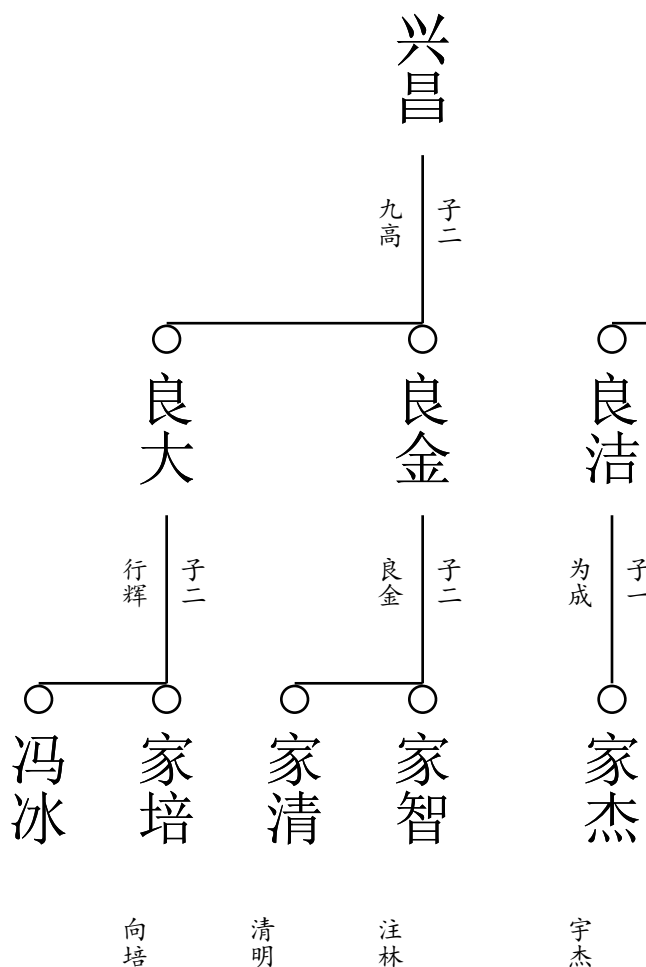 兴昌
九高
子二
良大
良金
良洁
行辉
子二
良金
子二
为成
子一
冯冰
家培
家清
家智
家杰
向培
清明
注林
宇杰